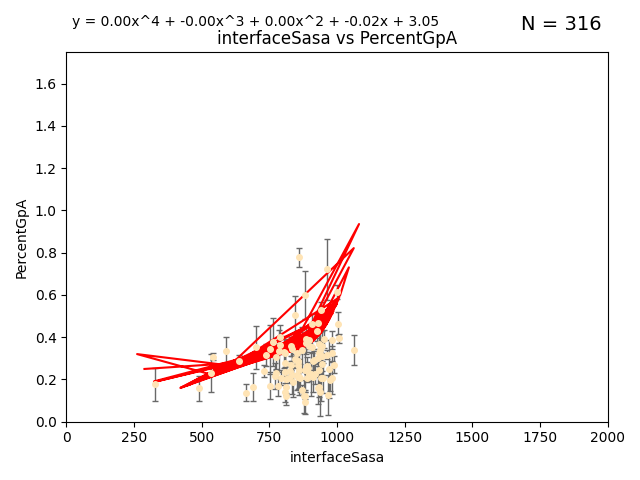 y = 0.00x^4 + -0.00x^3 + 0.00x^2 + -0.02x + 3.05
N = 316
interfaceSasa vs PercentGpA
PercentGpA
1.6
1.4
1.2
1.0
0.8
0.6
0.4
0.2
0.0
0 250 500 750 1000 1250 1500 1750 2000
interfaceSasa